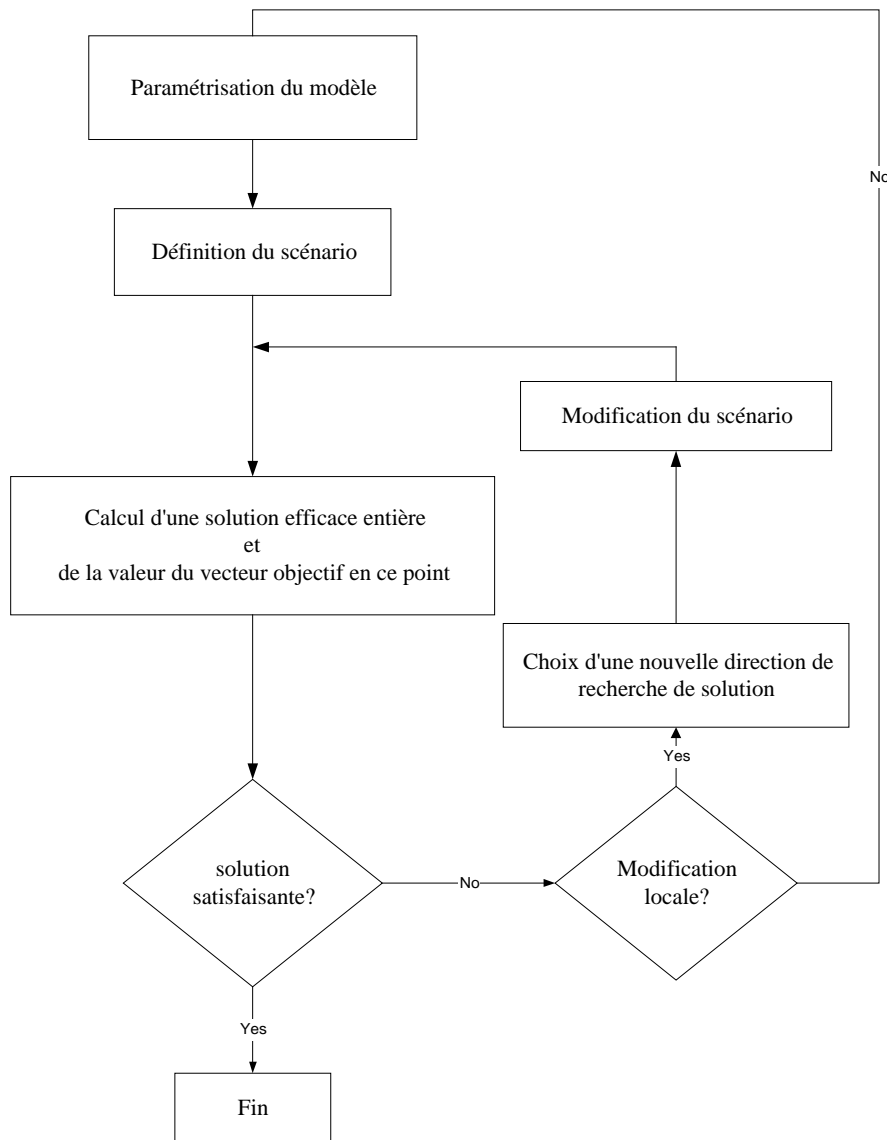 Paramétrisation du modèle
No
Définition du scénario
Modification du scénario
Calcul d'une solution efficace entière
et
de la valeur du vecteur objectif en ce point
Choix d'une nouvelle direction de
recherche de solution
Yes
solution
satisfaisante?
No
Modification
locale?
Yes
Fin